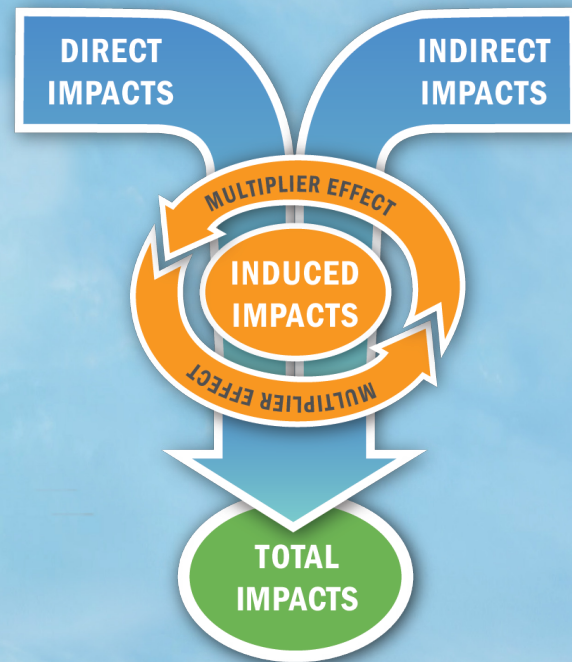 DIRECT
IMPACTS
INDIRECT
IMPACTS
MULTIPLIER EFFECT
INDUCED
IMPACTS
MULTIPLIER EFFECT
TOTAL
IMPACTS